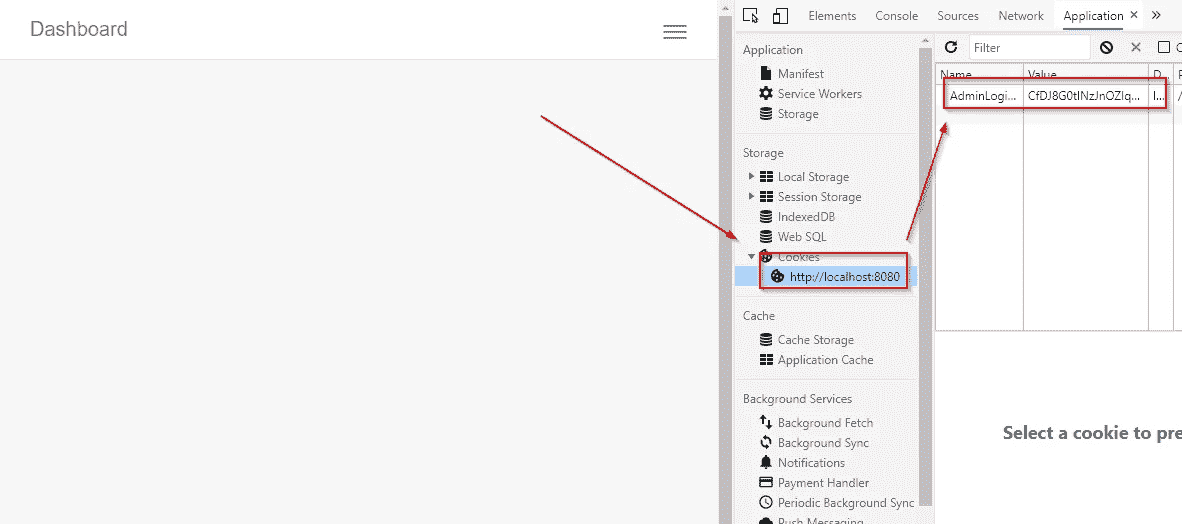 Dashboard
Elements Console Sources Network Application × »
Application
Manifest
Service Workers
Storage
Storage
Local Storage
Session Storage
IndexedDB
Web SQL
Cookies
http://localhost:8080
Cache
Cache Storage
Application Cache
Background Services
Background Fetch
Background Sync
Notifications
Payment Handler
Periodic Background Sync
Push Messaging
Filter
Name Value D...
AdminLogi...
Select a cookie to pre